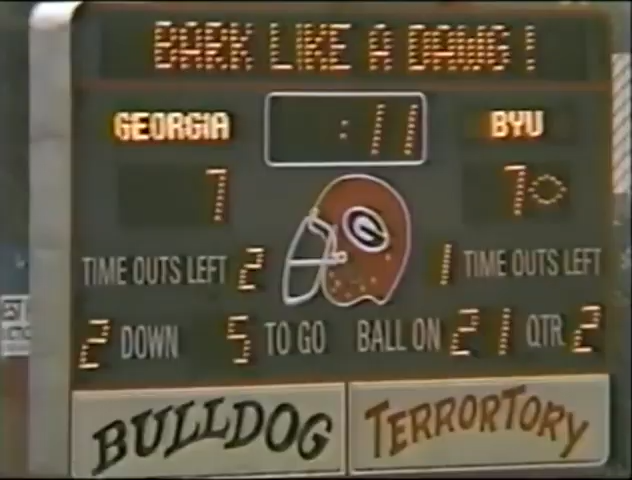 BARK LIKE A DAWG!
GEORGIA :11 BYU
7 G 7
TIME OUTS LEFT 2 1 TIME OUTS LEFT
2 DOWN 5 TO GO BALL ON 21 QTR 2
BULLDOG TERRORTORY